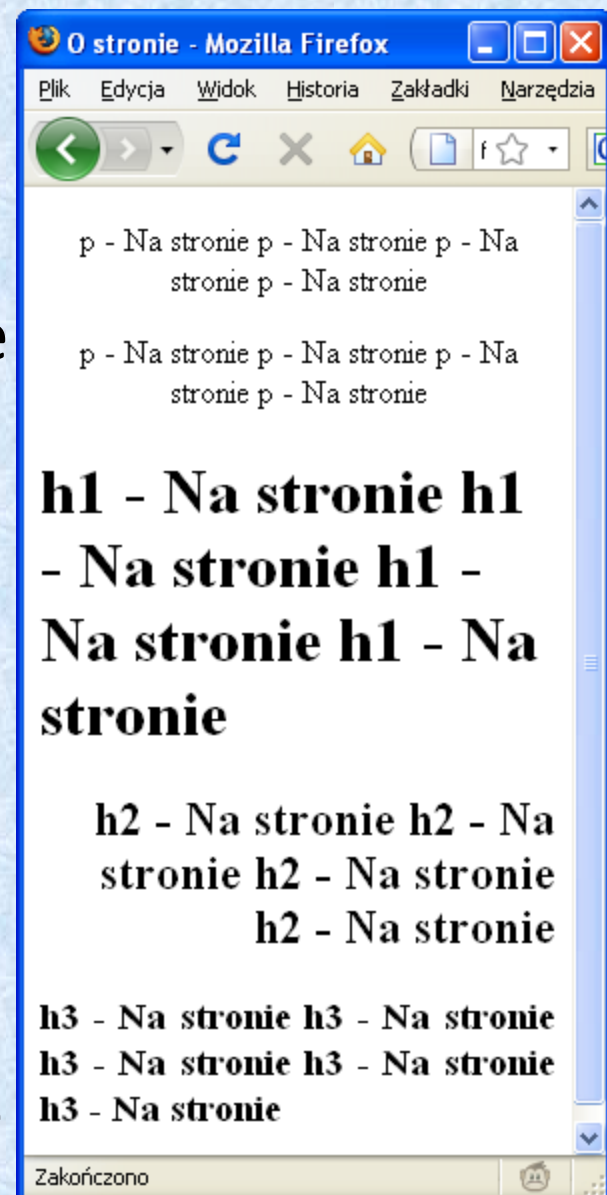 O stronie - Mozilla Firefox
Plik Edycja Widok Historia Zakładki Narzędzia
f
p - Na stronie p - Na stronie p - Na
stronie p - Na stronie
e
p - Na stronie p - Na stronie p - Na
stronie p - Na stronie
h1 - Na stronie h1
- Na stronie h1 -
Na stronie h1 - Na
stronie
h2 - Na stronie h2 - Na
stronie h2 - Na stronie
h2 - Na stronie
h3 - Na stronie h3 - Na stronie
h3 - Na stronie h3 - Na stronie
h3 - Na stronie
Zakończono